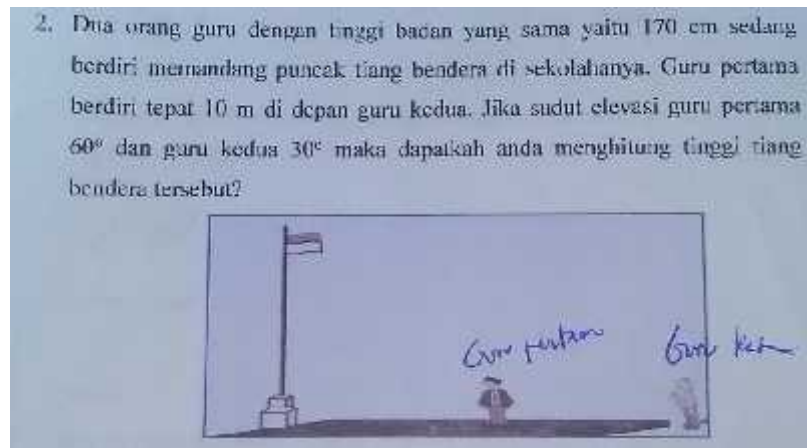 2. Dua orang guru dengan tinggi badan yang sama yaitu 170 cm sedang
berdiri memandang puncak tiang bendera di sekolahanya. Guru pertama
berdiri tepat 10 m di depan guru kedua. Jika sudut elevasi guru pertama
60° dan guru kedua 30° maka dapatkah anda menghitung tinggi tiang
bendera tersebut?
Guru pertama
Guru